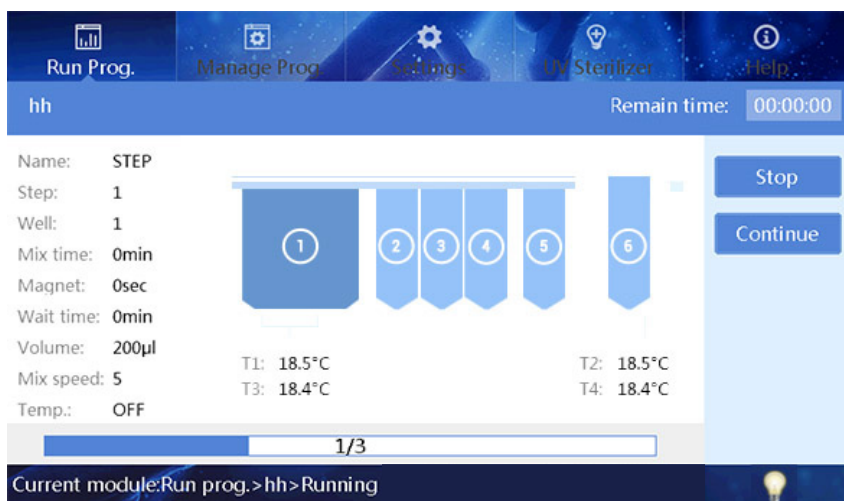 Run Prog. Manage Prog. Settings UV Sterilizer Help
hh Remain time: 00:00:00
Name: STEP
Step: 1
Well: 1
Mix time: 0min
Magnet: 0sec
Wait time: 0min
Volume: 200μl
Mix speed: 5
Temp.: OFF
1 2 3 4 5 6
T1: 18.5°C T2: 18.5°C
T3: 18.4°C T4: 18.4°C
Stop
Continue
1/3
Current module:Run prog.>hh>Running